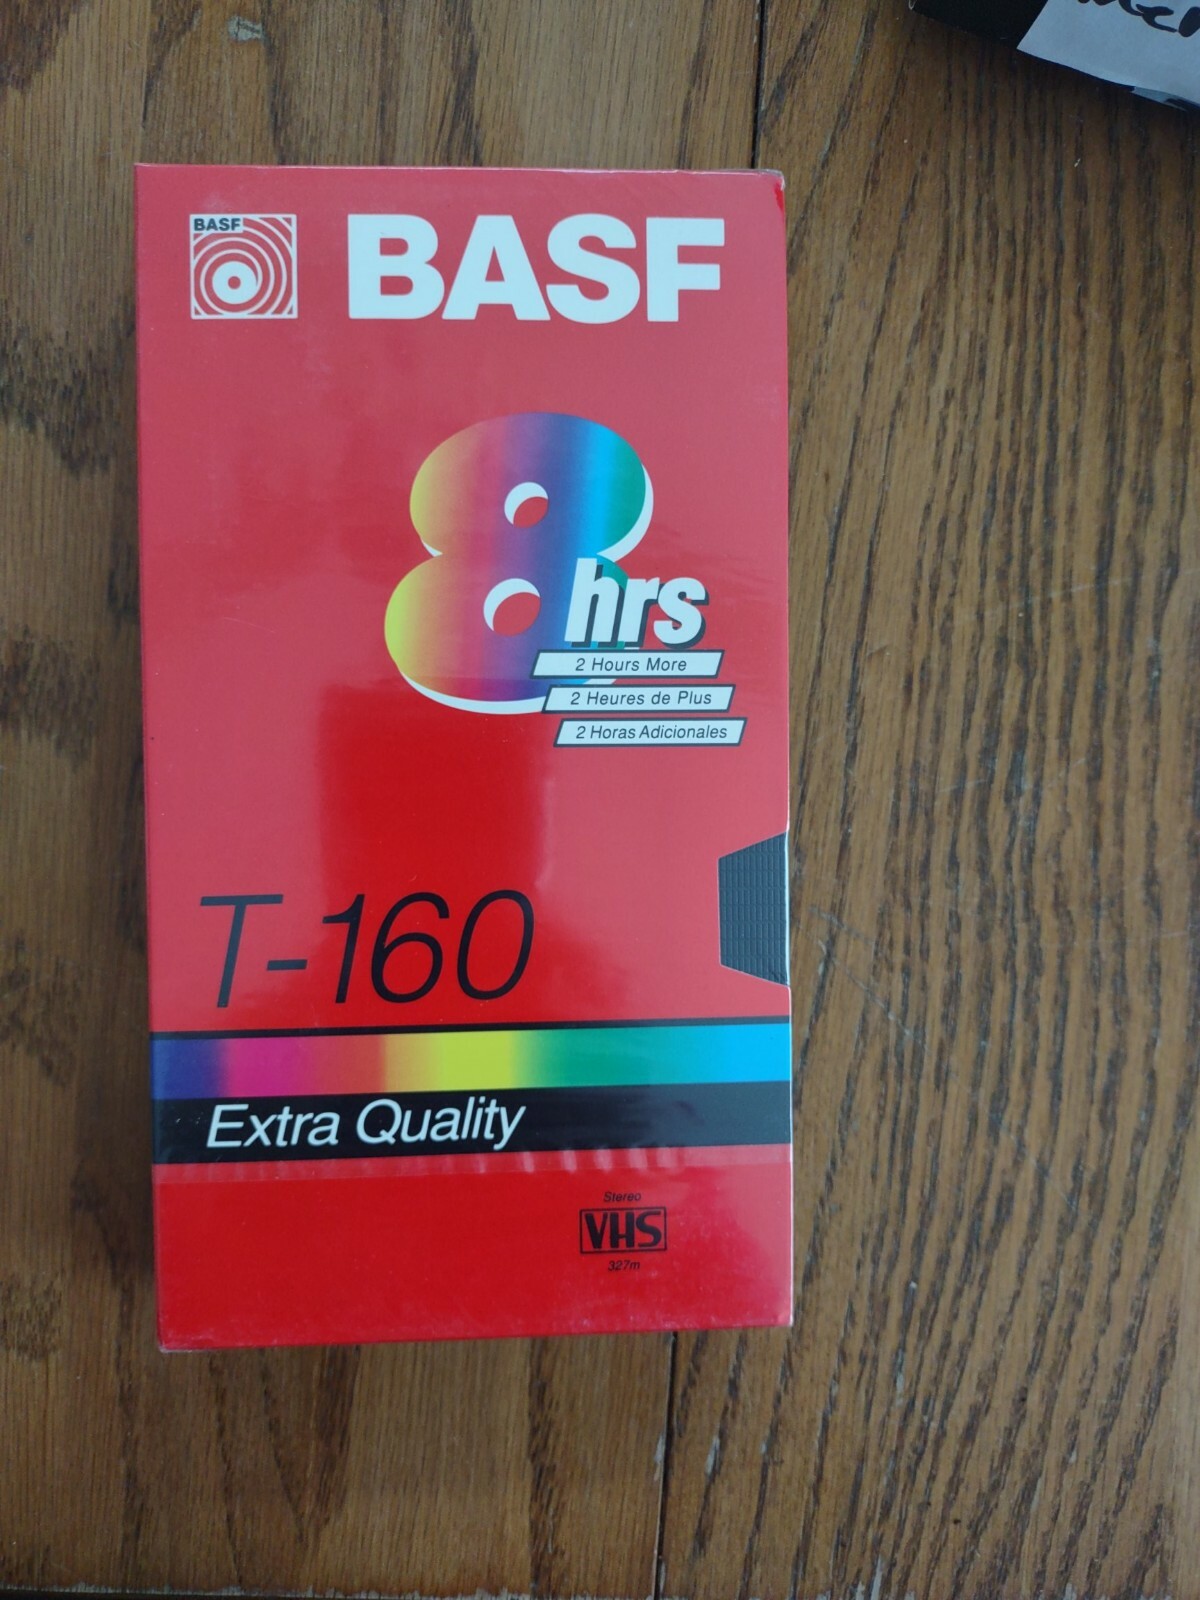 BASF
BASF
8 hrs
2 Hours More
2 Heures de Plus
2 Horas Adicionales
T-160
Extra Quality
Stereo
VHS
327m